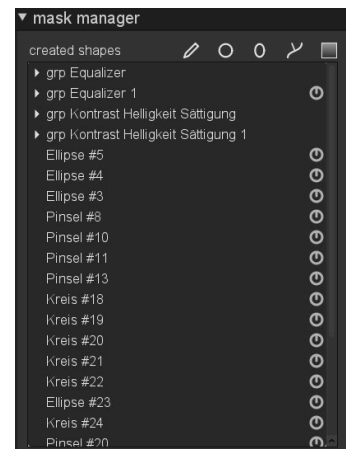 mask manager
created shapes
grp Equalizer
grp Equalizer 1
grp Kontrast Helligkeit Sättigung
grp Kontrast Helligkeit Sättigung 1
Ellipse #5
Ellipse #4
Ellipse #3
Pinsel #8
Pinsel #10
Pinsel #11
Pinsel #13
Kreis #18
Kreis #19
Kreis #20
Kreis #21
Kreis #22
Ellipse #23
Kreis #24
Pinsel #20